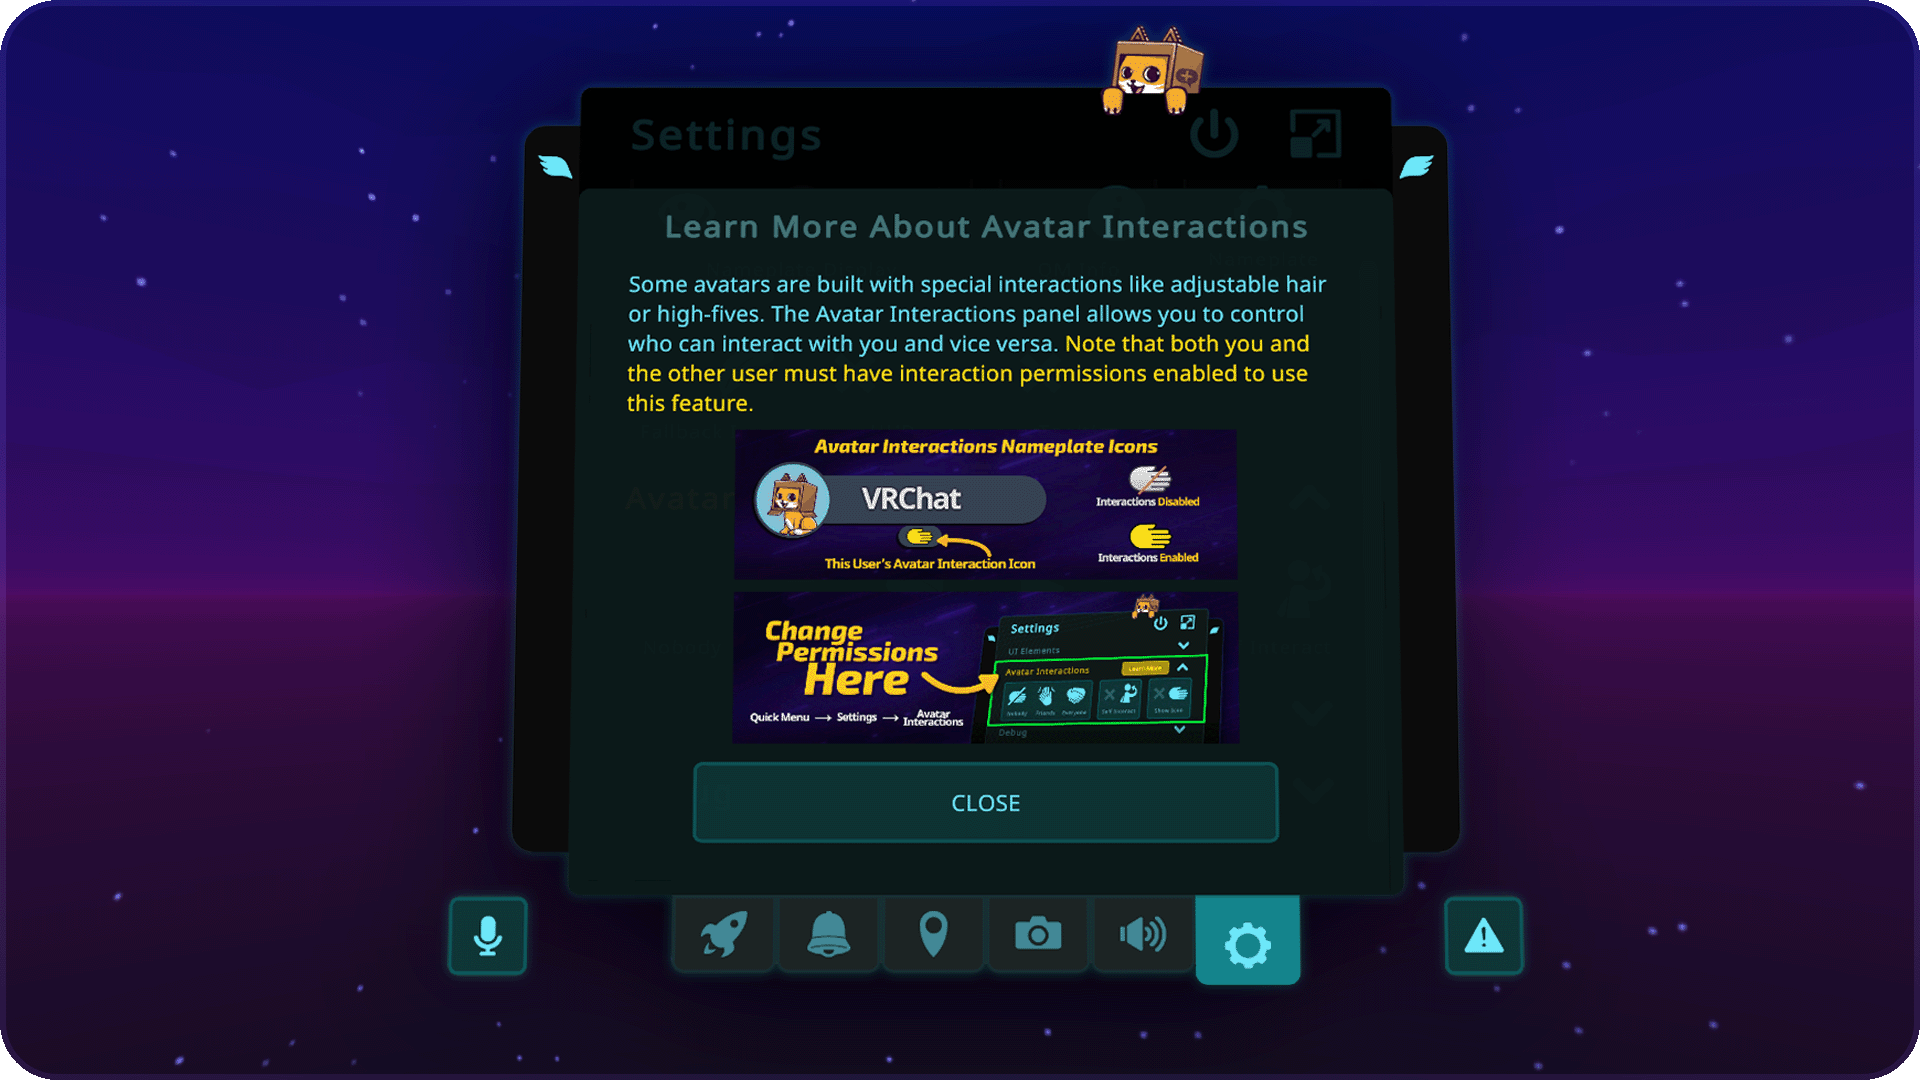 Settings
Learn More About Avatar Interactions
Some avatars are built with special interactions like adjustable hair
or high-fives. The Avatar Interactions panel allows you to control
who can interact with you and vice versa. Note that both you and
the other user must have interaction permissions enabled to use
this feature.
Avatar
Avatar Interactions Nameplate Icons
VRChat
Interactions Disabled
Interactions Enabled
This User's Avatar Interaction Icon
Change
Permissions
Here
Quick Menu → Settings → Avatar Interactions
Settings
UI Elements
Avatar Interactions
Learn More
Nobody Friends Everyone Self Interact Show Icon
Debug
CLOSE